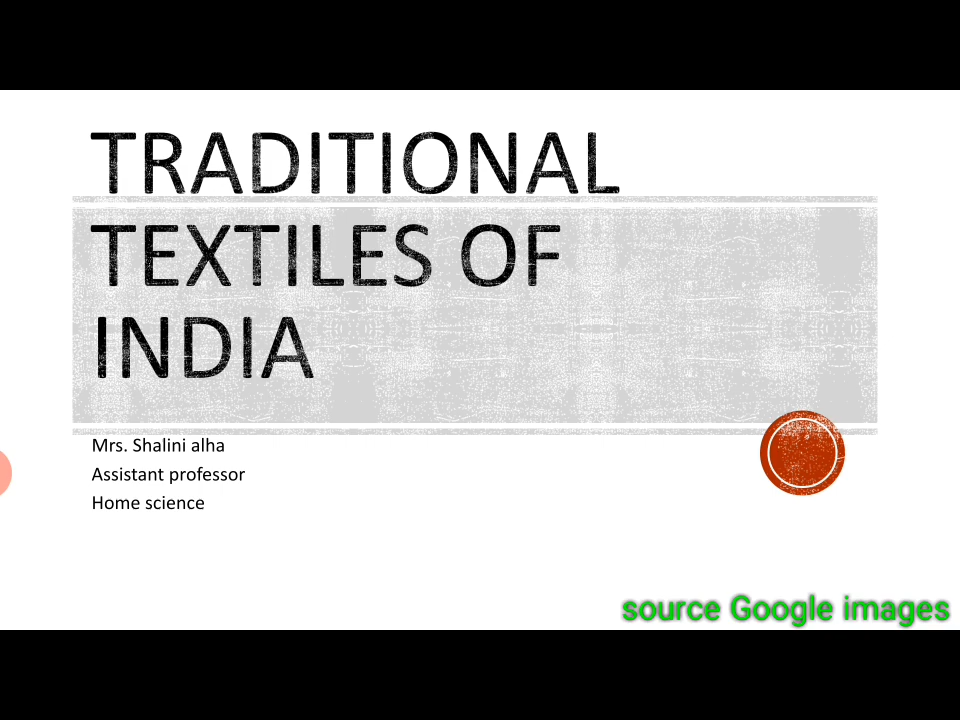 TRADITIONAL
TEXTILES OF
INDIA
Mrs. Shalini alha
Assistant professor
Home science
source Google images